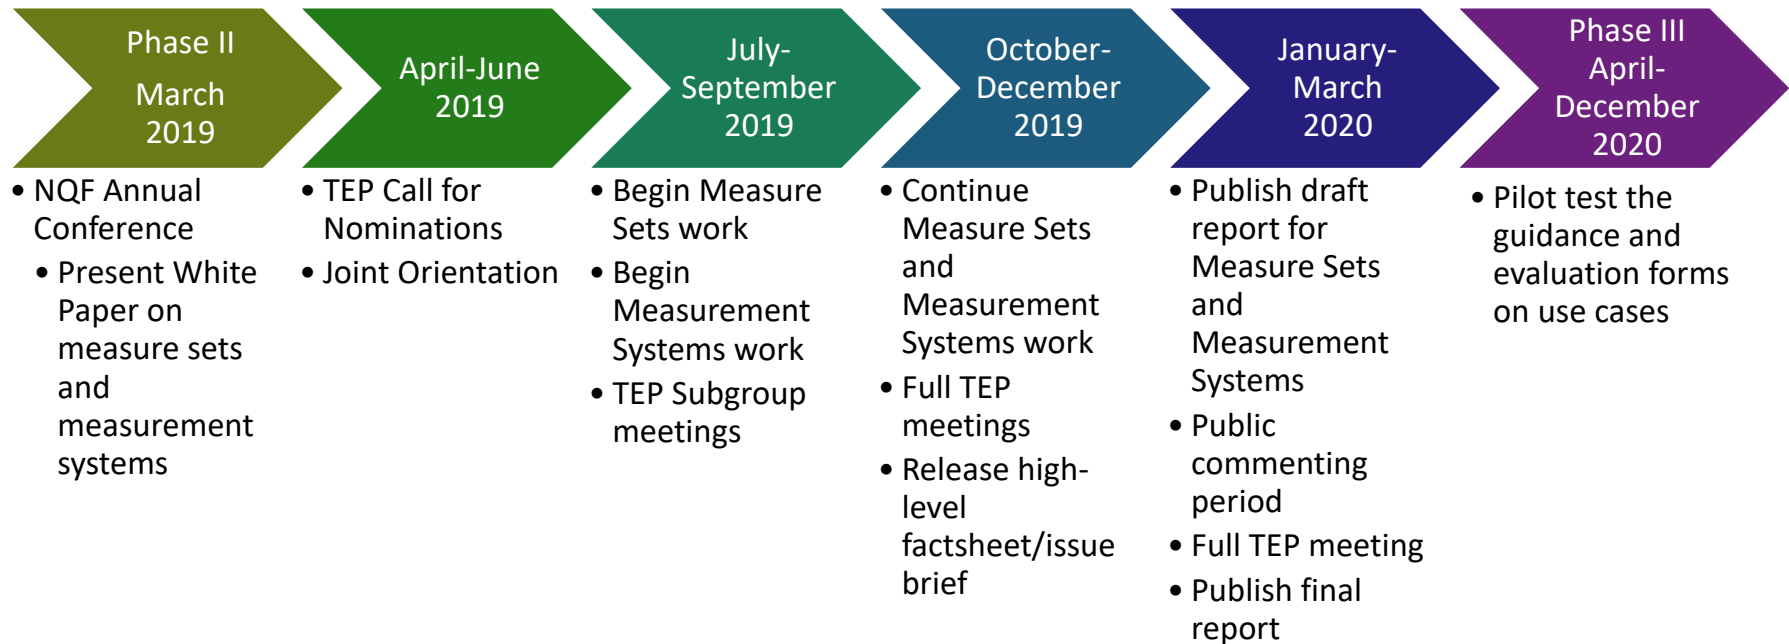 Phase II
March
2019
• NQF Annual
Conference
• Present White
Paper on
measure sets
and
measurement
systems
April-June
2019
• TEP Call for
Nominations
• Joint Orientation
July-
September
2019
• Begin Measure
Sets work
• Begin
Measurement
Systems work
• TEP Subgroup
meetings
October-
December
2019
• Continue
Measure Sets
and
Measurement
Systems work
• Full TEP
meetings
• Release high-
level
factsheet/issue
brief
January-
March
2020
• Publish draft
report for
Measure Sets
and
Measurement
Systems
• Public
commenting
period
• Full TEP meeting
• Publish final
report
Phase III
April-
December
2020
• Pilot test the
guidance and
evaluation forms
on use cases